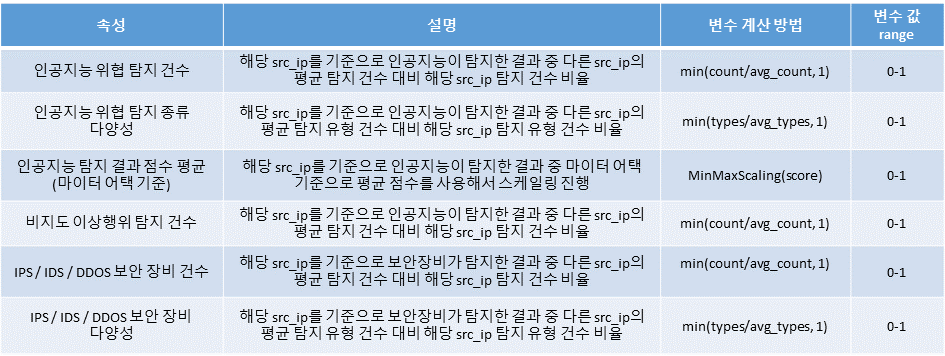 속성
설명
변수 계산 방법
변수 값
range
인공지능 위협 탐지 건수
해당 src_ip를 기준으로 인공지능이 탐지한 결과 중 다른 src_ip의
평균 탐지 건수 대비 해당 src_ip 탐지 건수 비율
min(count/avg_count, 1)
0-1
인공지능 위협 탐지 종류
다양성
해당 src_ip를 기준으로 인공지능이 탐지한 결과 중 다른 src_ip의
평균 탐지 유형 건수 대비 해당 src_ip 탐지 유형 건수 비율
min(types/avg_types, 1)
0-1
인공지능 탐지 결과 점수 평균
(마이터 어택 기준)
해당 src_ip를 기준으로 인공지능이 탐지한 결과 중 마이터 어택
기준으로 평균 점수를 사용해서 스케일링 진행
MinMaxScaling(score)
0-1
비지도 이상행위 탐지 건수
해당 src_ip를 기준으로 인공지능이 탐지한 결과 중 다른 src_ip의
평균 탐지 건수 대비 해당 src_ip 탐지 건수 비율
min(count/avg_count, 1)
0-1
IPS / IDS / DDOS 보안 장비 건수
해당 src_ip를 기준으로 보안장비가 탐지한 결과 중 다른 src_ip의
평균 탐지 건수 대비 해당 src_ip 탐지 건수 비율
min(count/avg_count, 1)
0-1
IPS / IDS / DDOS 보안 장비
다양성
해당 src_ip를 기준으로 보안장비가 탐지한 결과 중 다른 src_ip의
평균 탐지 유형 건수 대비 해당 src_ip 탐지 유형 건수 비율
min(types/avg_types, 1)
0-1